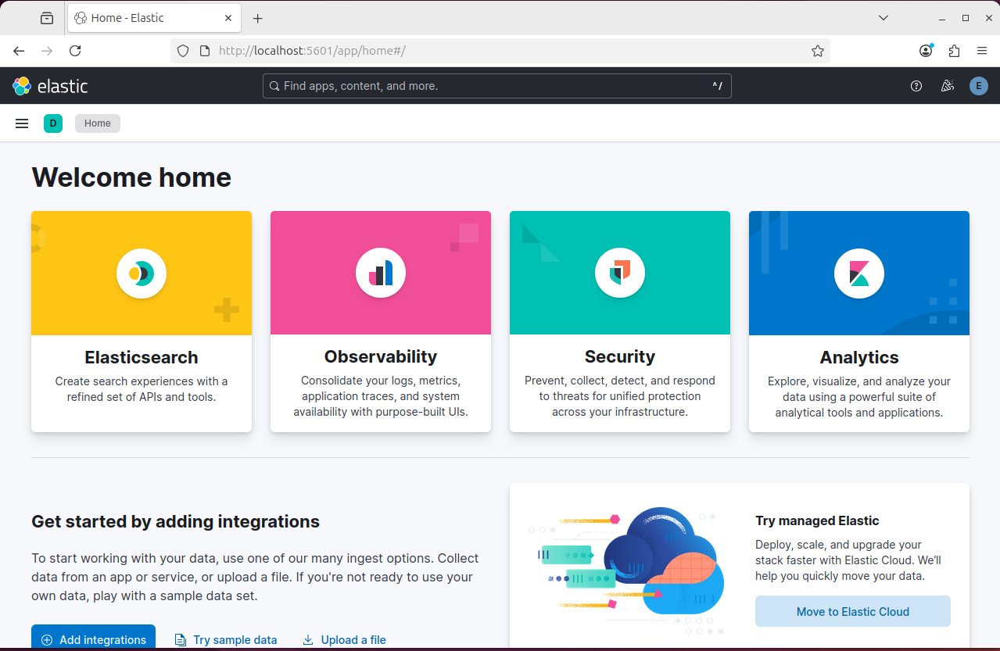 Home - Elastic
http://localhost:5601/app/home#/
elastic
Find apps, content, and more.
^/
E
D
Home
Welcome home
Elasticsearch
Create search experiences with a
refined set of APIs and tools.
Observability
Consolidate your logs, metrics,
application traces, and system
availability with purpose-built UIs.
Security
Prevent, collect, detect, and respond
to threats for unified protection
across your infrastructure.
Analytics
Explore, visualize, and analyze your
data using a powerful suite of
analytical tools and applications.
Get started by adding integrations
To start working with your data, use one of our many ingest options. Collect
data from an app or service, or upload a file. If you're not ready to use your
own data, play with a sample data set.
Add integrations
Try sample data
Upload a file
Try managed Elastic
Deploy, scale, and upgrade your
stack faster with Elastic Cloud. We’ll
help you quickly move your data.
Move to Elastic Cloud